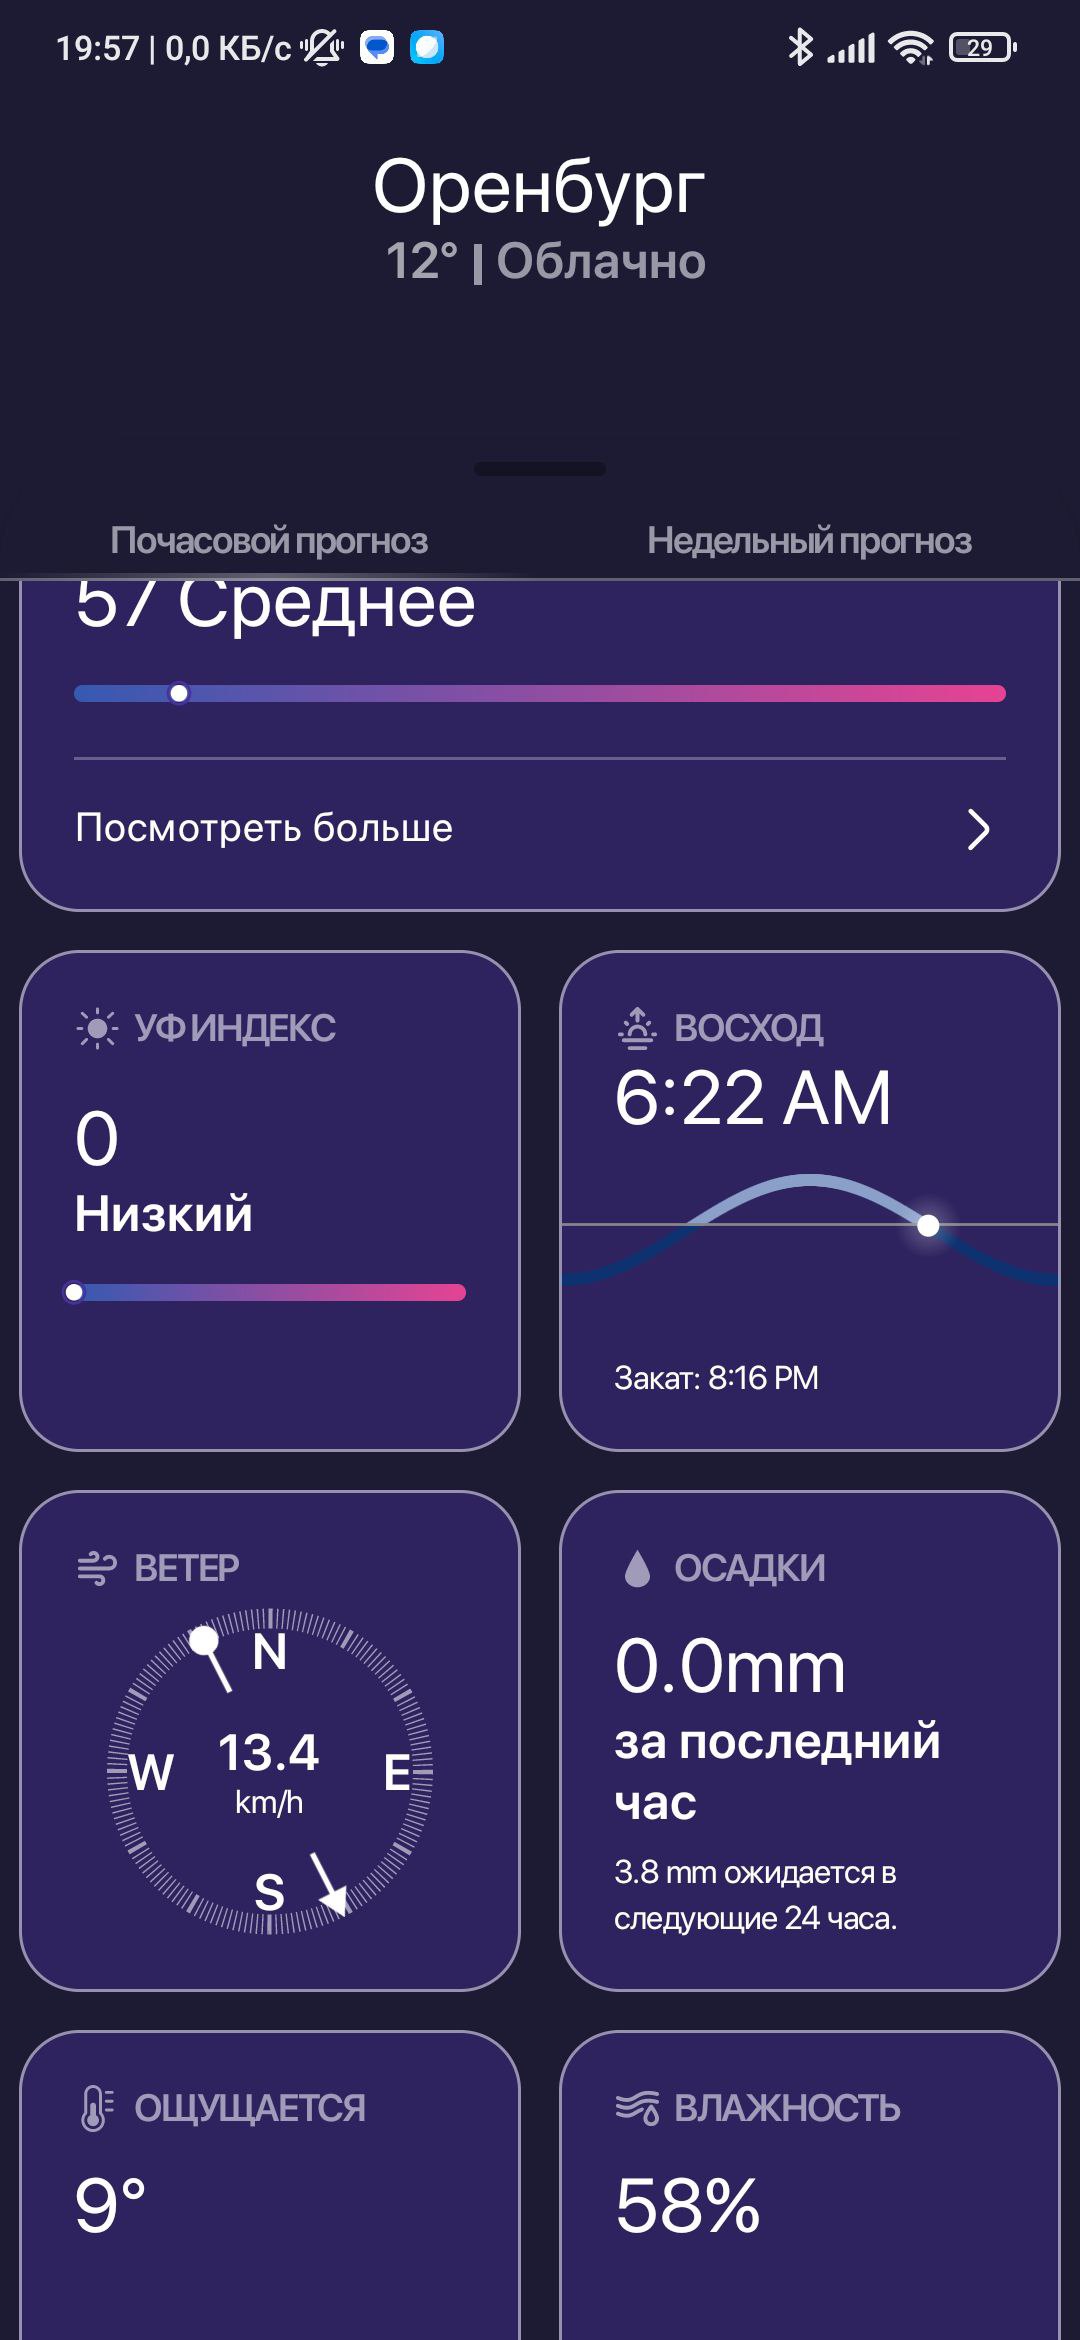 19:57 | 0,0 КБ/с
29
Оренбург
12° | Облачно
Почасовой прогноз
Недельный прогноз
57 Среднее
Посмотреть больше
УФ ИНДЕКС
0
Низкий
ВОСХОД
6:22 AM
Закат: 8:16 PM
ВЕТЕР
N
W
13.4
km/h
E
S
ОСАДКИ
0.0mm
за последний
час
3.8 mm ожидается в
следующие 24 часа.
ОЩУЩАЕТСЯ
9°
ВЛАЖНОСТЬ
58%